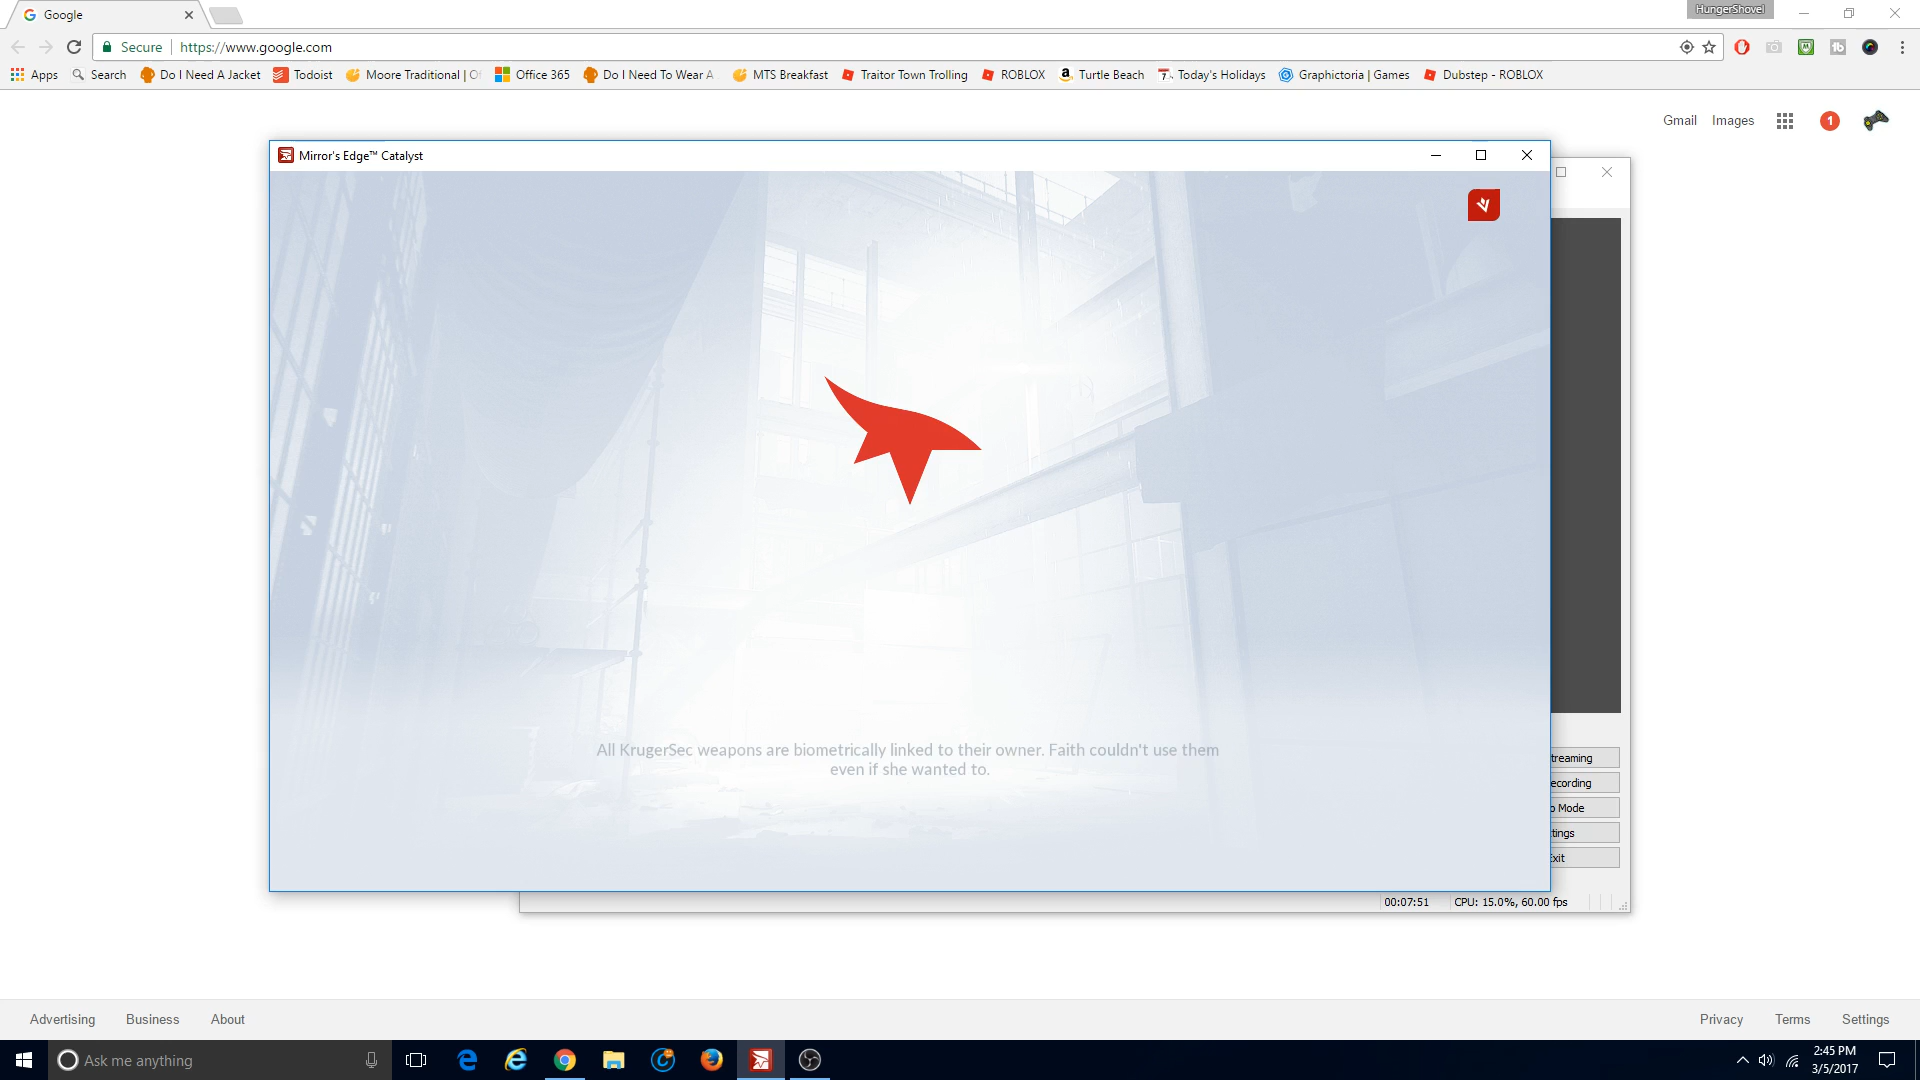 Google
HungerShovel
Secure
https://www.google.com
Apps
Search
Do I Need A Jacket
Todoist
Moore Traditional | Of
Office 365
Do I Need To Wear A
MTS Breakfast
Traitor Town Trolling
ROBLOX
Turtle Beach
Today's Holidays
Graphictoria | Games
Dubstep - ROBLOX
Gmail
Images
1
Mirror's Edge™ Catalyst
All KrugerSec weapons are biometrically linked to their owner. Faith couldn't use them
even if she wanted to.
treaming
ecording
o Mode
tings
Exit
00:07:51
CPU: 15.0%, 60.00 fps
Advertising
Business
About
Privacy
Terms
Settings
Ask me anything
2:45 PM
3/5/2017